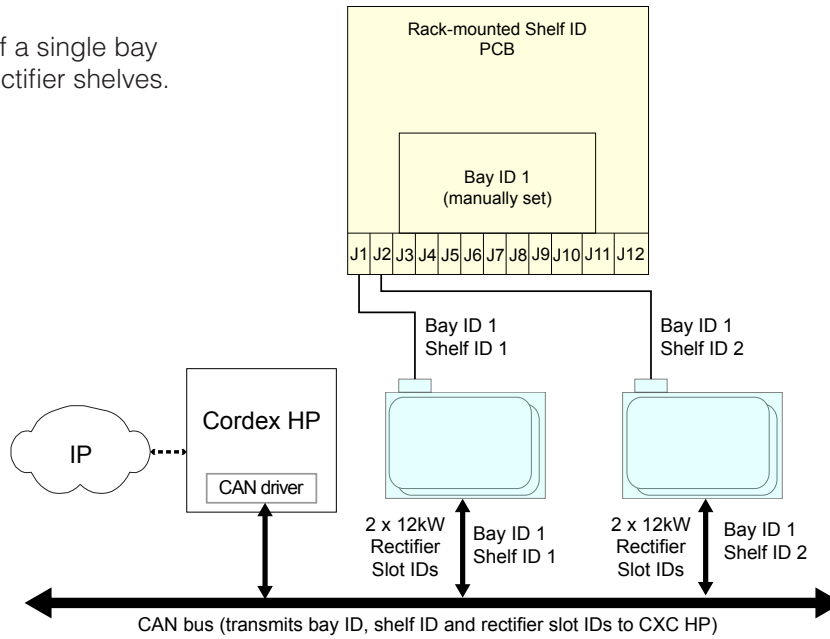 f a single bay
ctifier shelves.
Rack-mounted Shelf ID
PCB
Bay ID 1
(manually set)
J1 J2 J3 J4 J5 J6 J7 J8 J9 J10 J11 J12
Bay ID 1
Shelf ID 1
Bay ID 1
Shelf ID 2
IP
Cordex HP
CAN driver
2 x 12kW
Rectifier
Slot IDs
Bay ID 1
Shelf ID 1
2 x 12kW
Rectifier
Slot IDs
Bay ID 1
Shelf ID 2
CAN bus (transmits bay ID, shelf ID and rectifier slot IDs to CXC HP)